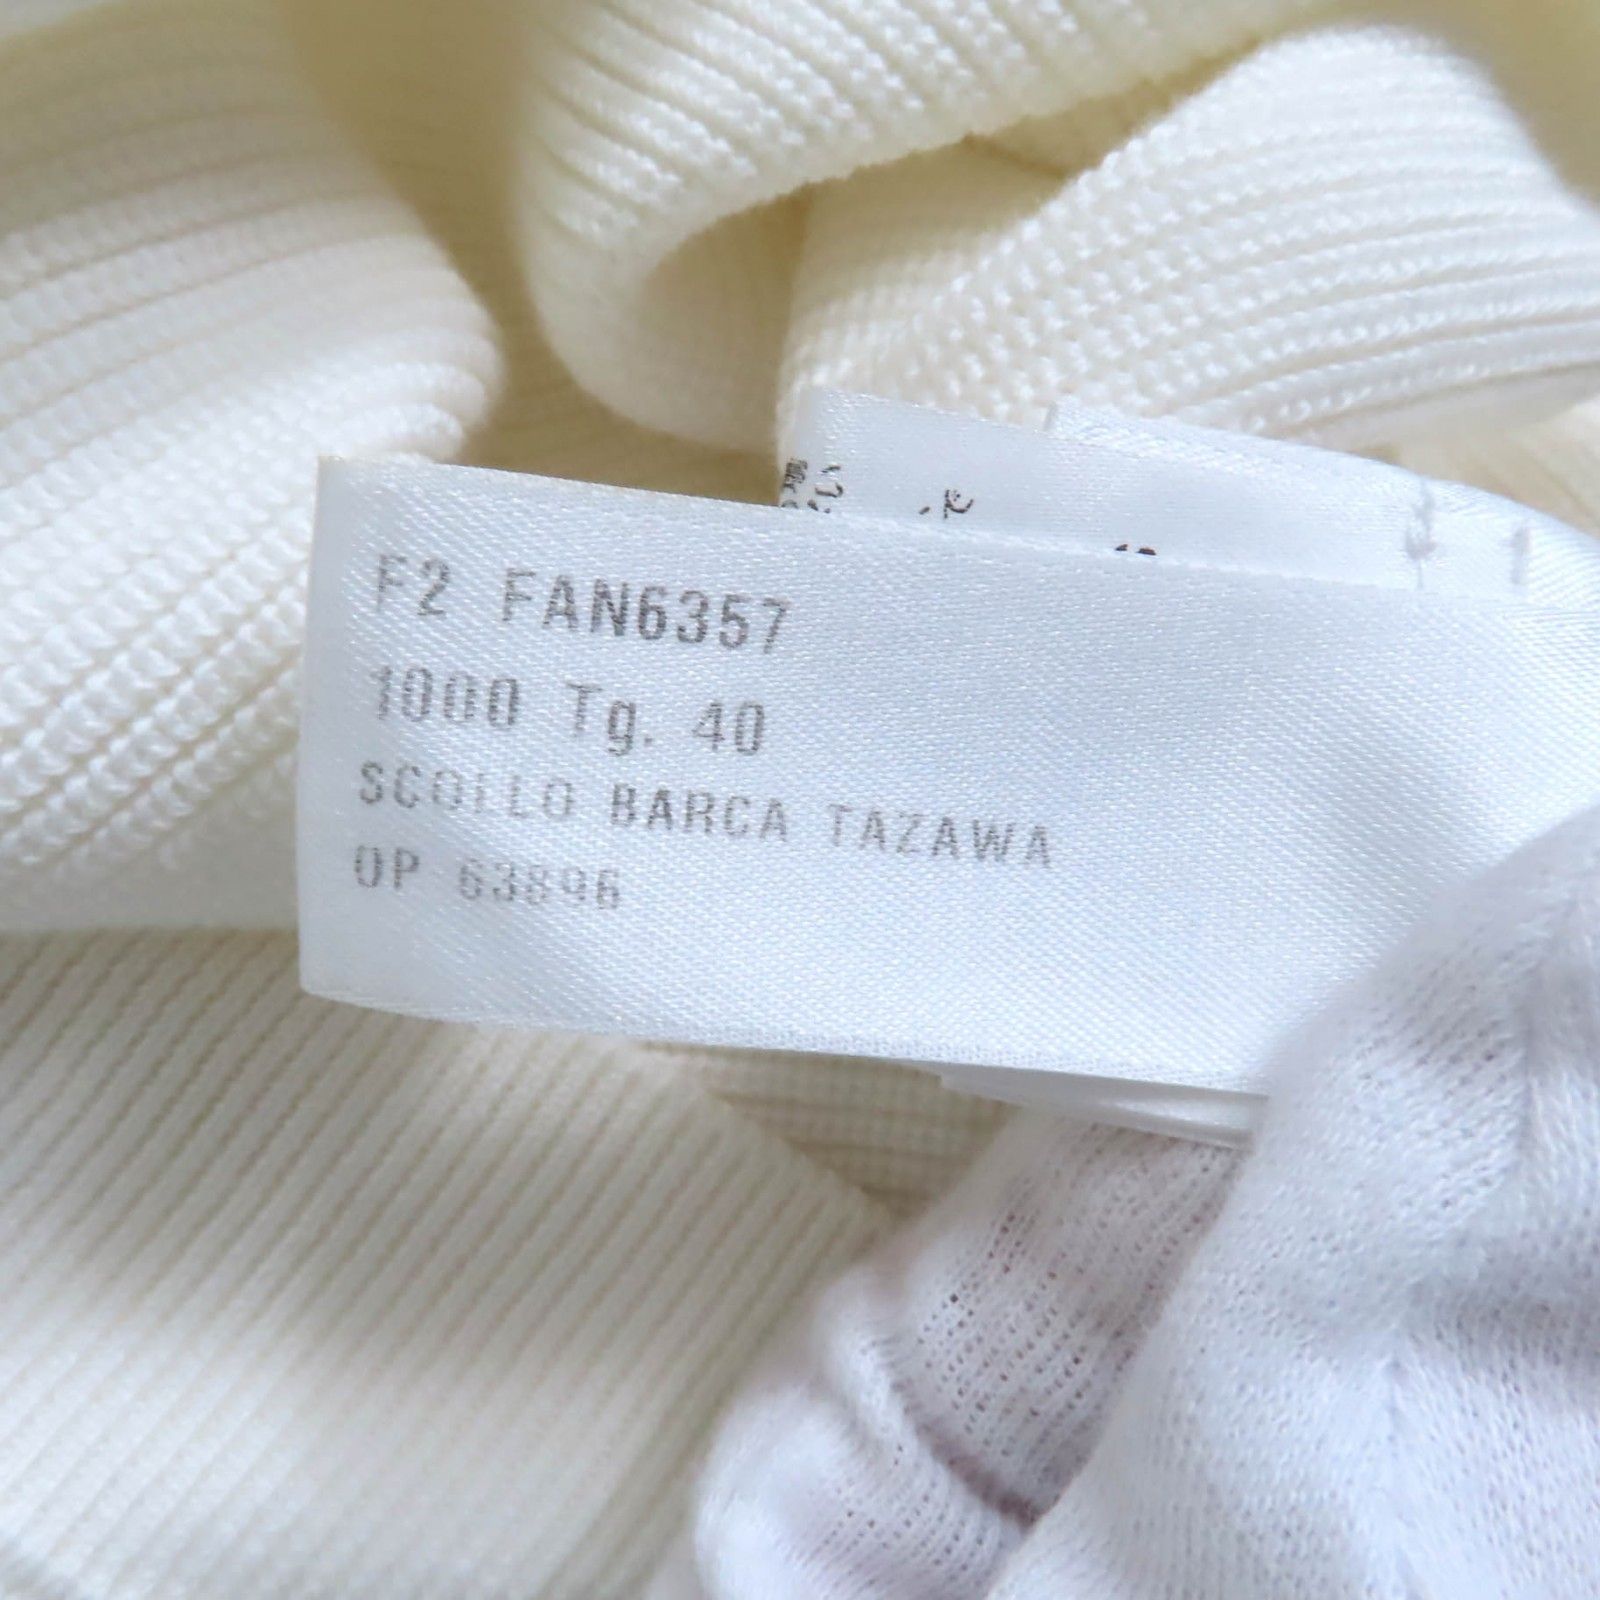 F2 FAN6357
1000 Tg. 40
SCOLLO BARCA TAZAWA
OP 63896